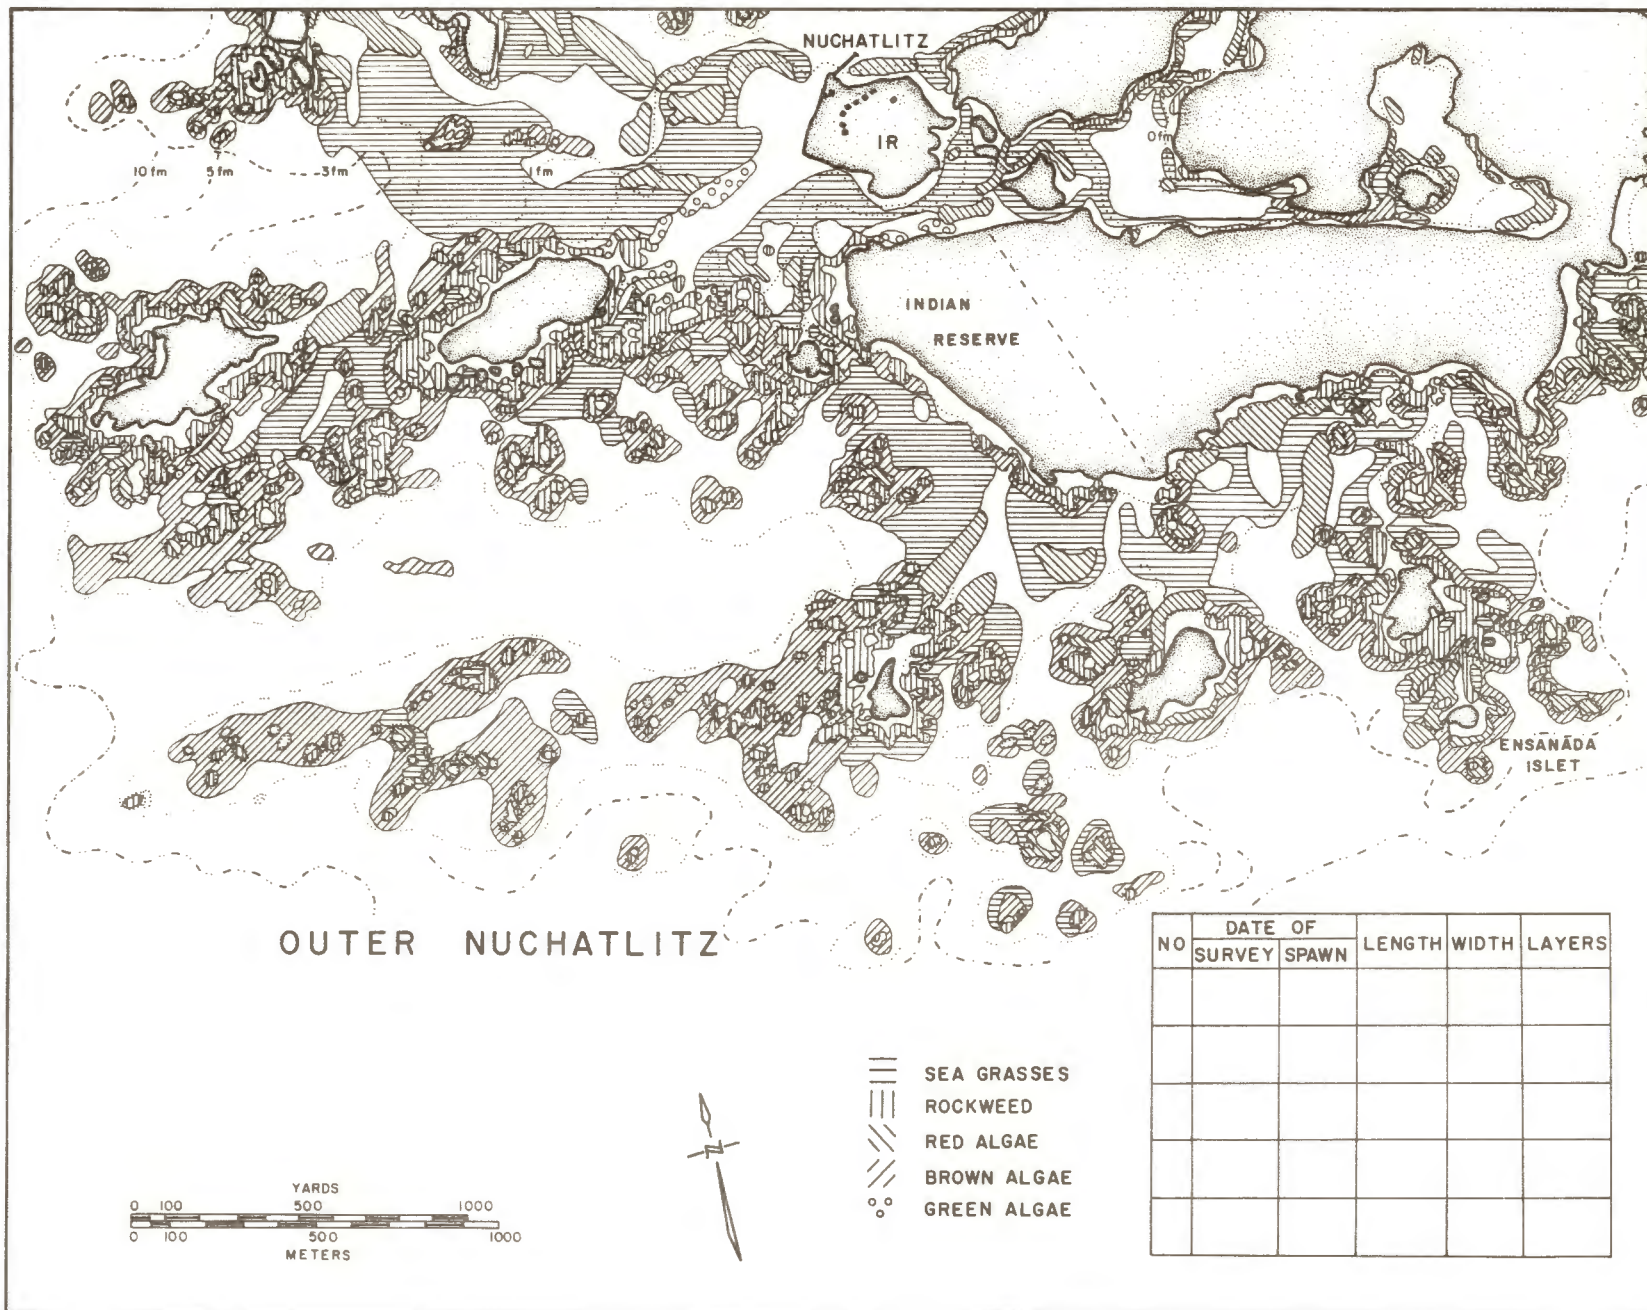 NUCHATLITZ
IR
0fm
10 fm 5 fm 3 fm 1 fm
INDIAN
RESERVE
ENSANADA
ISLET
OUTER NUCHATLITZ
NO DATE OF LENGTH WIDTH LAYERS
SURVEY SPAWN
SEA GRASSES
ROCKWEED
RED ALGAE
BROWN ALGAE
GREEN ALGAE
N
YARDS
0 100 500 1000
0 100 500 1000
METERS